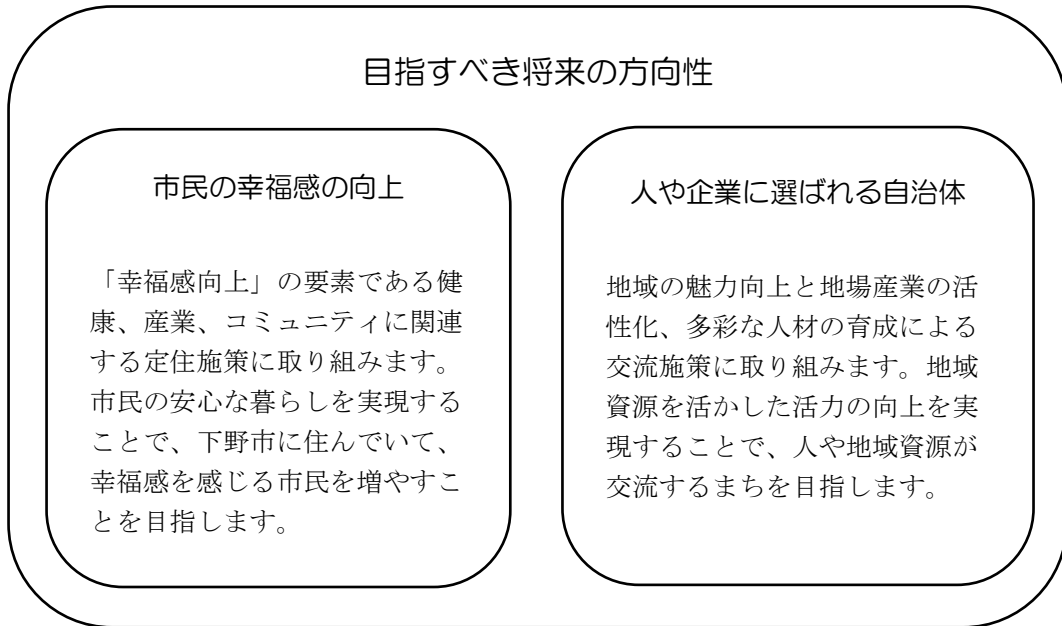 目指すべき将来の方向性
市民の幸福感の向上
「幸福感向上」の要素である健
康、産業、コミュニティに関連
する定住施策に取り組みます。
市民の安心な暮らしを実現する
ことで、下野市に住んでいて、
幸福感を感じる市民を増やすこ
とを目指します。
人や企業に選ばれる自治体
地域の魅力向上と地場産業の活
性化、多彩な人材の育成による
交流施策に取り組みます。地域
資源を活かした活力の向上を実
現することで、人や地域資源が
交流するまちを目指します。